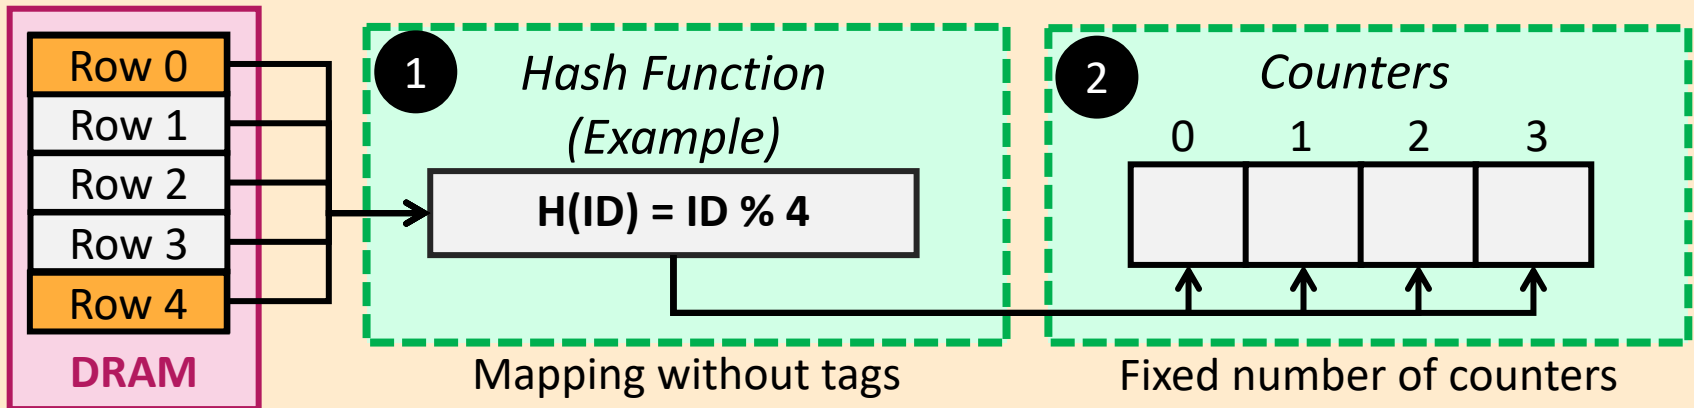 Row 0
Row 1
Row 2
Row 3
Row 4
DRAM
1
Hash Function
(Example)
H(ID) = ID % 4
Mapping without tags
2
Counters
0 1 2 3
Fixed number of counters